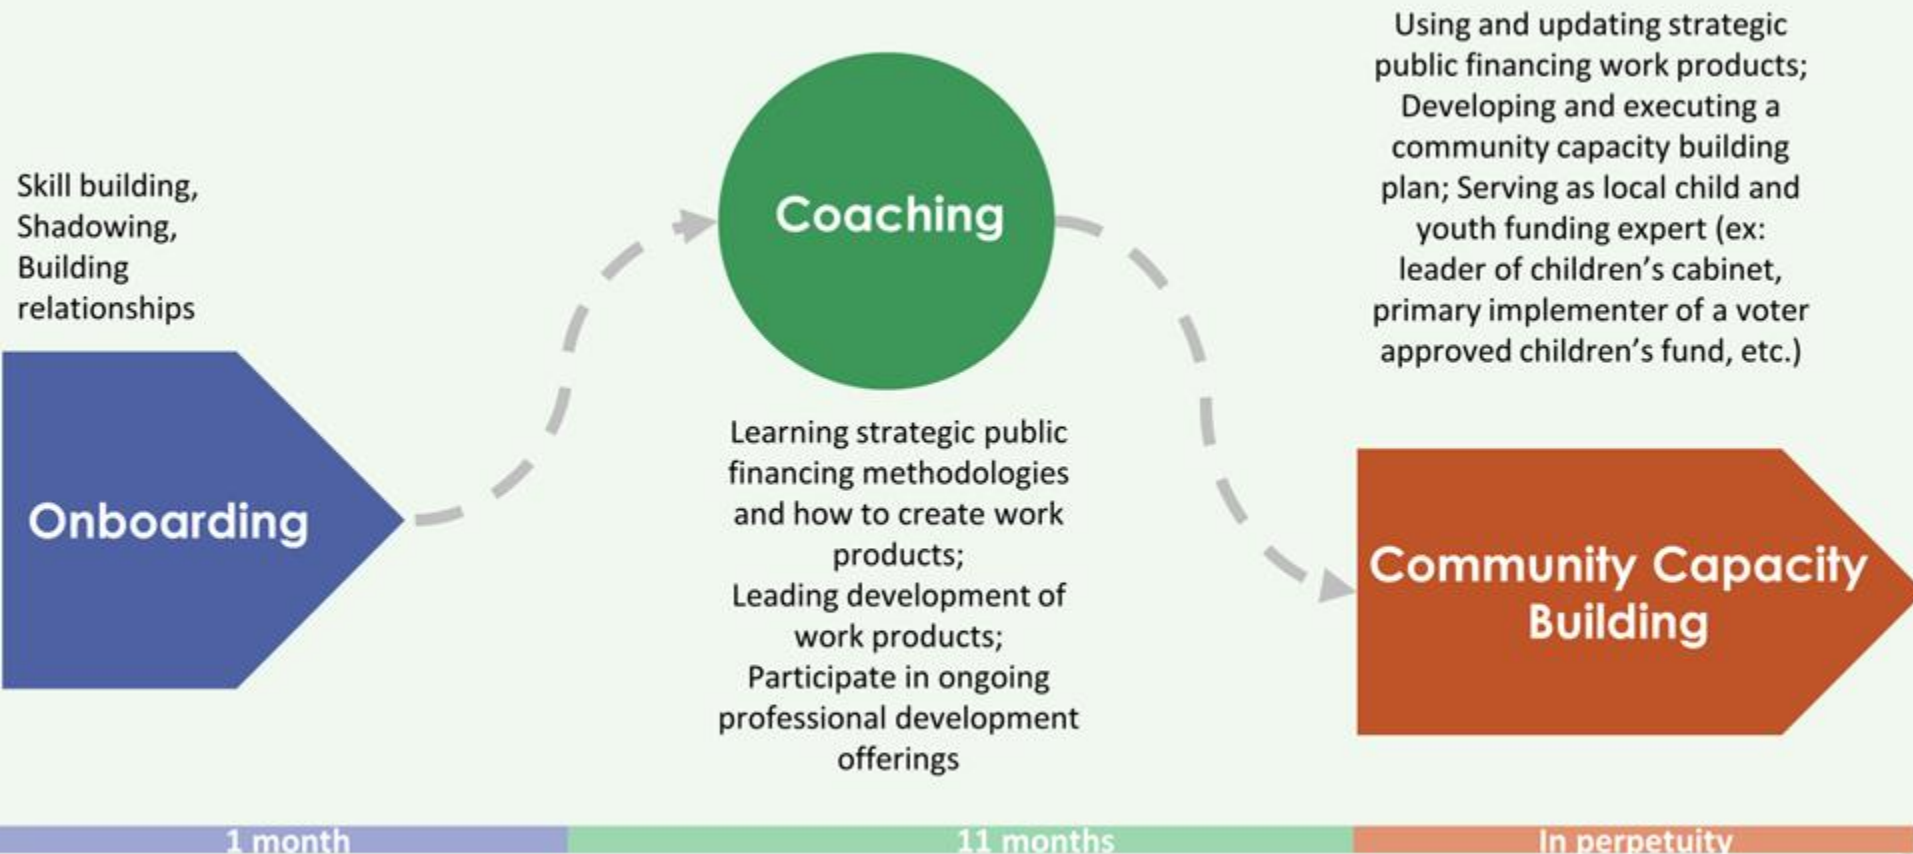 Skill building,
Shadowing,
Building
relationships
Onboarding
Coaching
Learning strategic public
financing methodologies
and how to create work
products;
Leading development of
work products;
Participate in ongoing
professional development
offerings
Using and updating strategic
public financing work products;
Developing and executing a
community capacity building
plan; Serving as local child and
youth funding expert (ex:
leader of children’s cabinet,
primary implementer of a voter
approved children’s fund, etc.)
Community Capacity
Building
1 month
11 months
In perpetuity